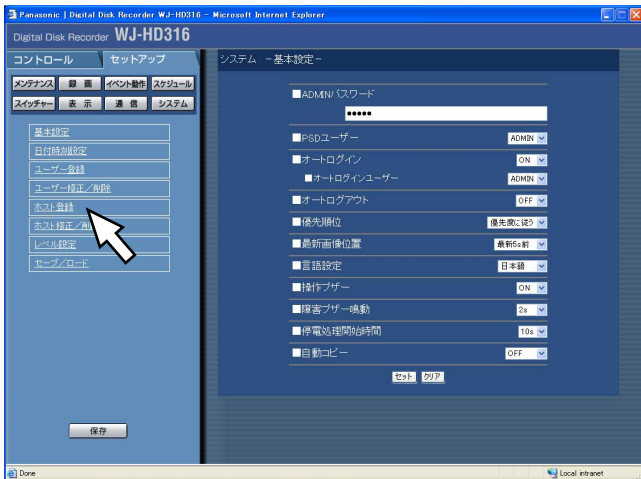 Panasonic | Digital Disk Recorder WJ-HD316 - Microsoft Internet Explorer
Digital Disk Recorder WJ-HD316
コントロール セットアップ
メンテナンス 録 画 イベント動作 スケジュール
スイッチャー 表 示 通 信 システム
基本設定
日付時刻設定
ユーザー登録
ユーザー修正／削除
ホスト登録
ホスト修正／
レベル設定
セーブ／ロード
保存
システム －基本設定－
■ADMINパスワード
●●●●●
■PSDユーザー ADMIN
■オートログイン ON
■オートログインユーザー ADMIN
■オートログアウト OFF
■優先順位 優先度に従う
■最新画像位置 最新5s前
■言語設定 日本語
■操作ブザー ON
■障害ブザー鳴動 2s
■停電処理開始時間 10s
■自動コピー OFF
セット クリア
Done Local intranet